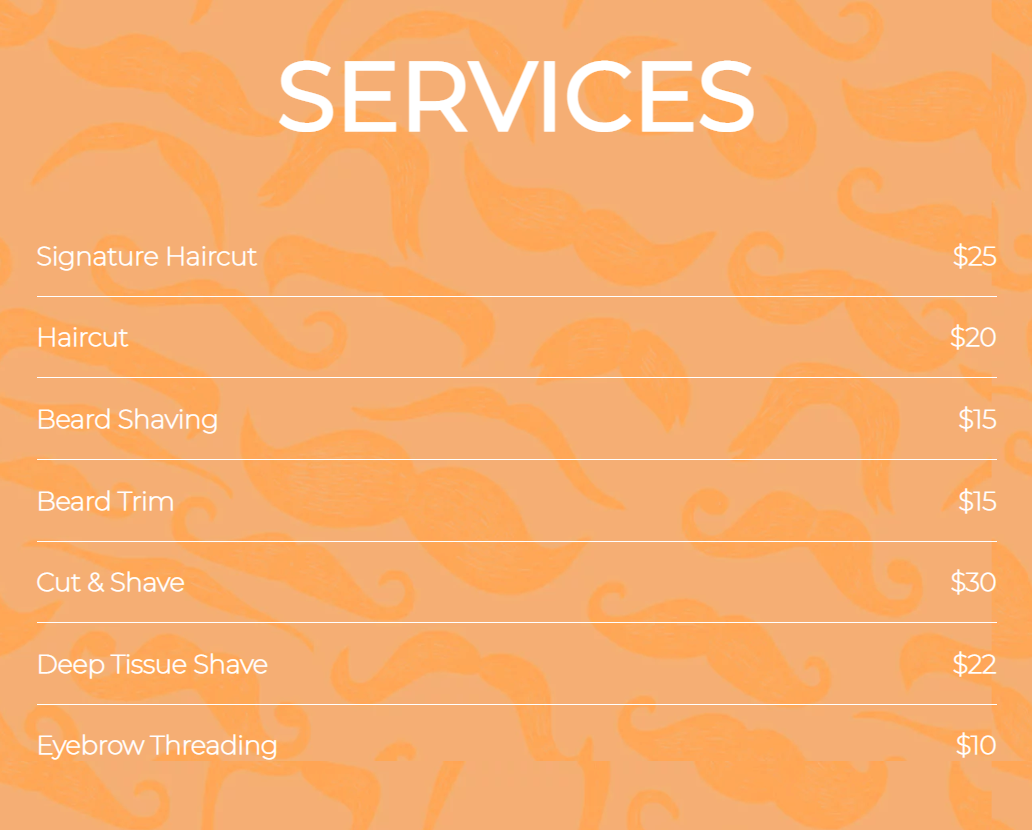 SERVICES
Signature Haircut $25
Haircut $20
Beard Shaving $15
Beard Trim $15
Cut & Shave $30
Deep Tissue Shave $22
Eyebrow Threading $10